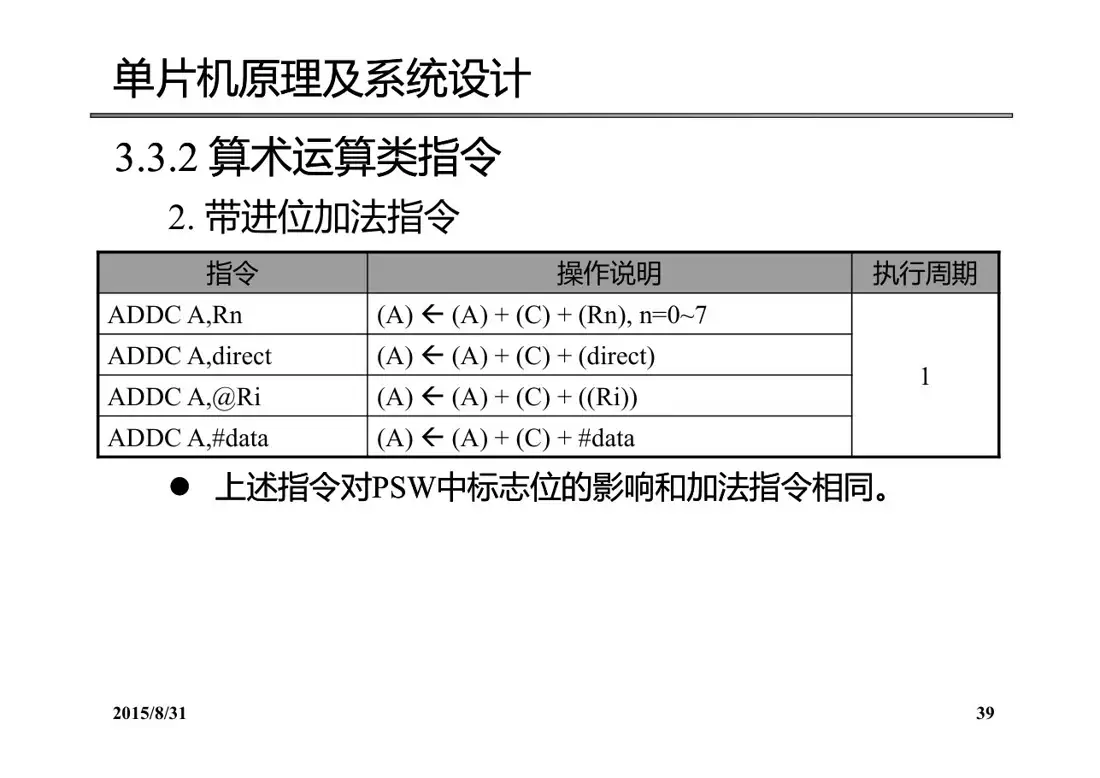 单片机原理及系统设计
3.3.2 算术运算类指令
2. 带进位加法指令
指令 操作说明 执行周期
ADDC A,Rn (A) ← (A) + (C) + (Rn), n=0~7
ADDC A,direct (A) ← (A) + (C) + (direct)
1
ADDC A,@Ri (A) ← (A) + (C) + ((Ri))
ADDC A,#data (A) ← (A) + (C) + #data
● 上述指令对PSW中标志位的影响和加法指令相同。
2015/8/31 39